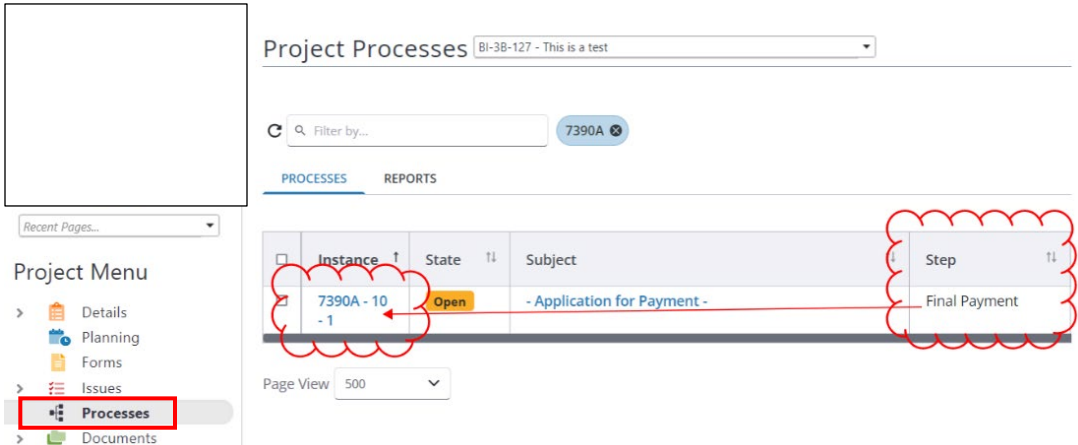 Project Processes BI-3B-127 - This is a test
Filter by...
7390A
PROCESSES REPORTS
Recent Pages...
Project Menu
Details
Planning
Forms
Issues
Processes
Documents
Instance State Subject Step
7390A - 10 Open - Application for Payment - Final Payment
- 1
Page View 500